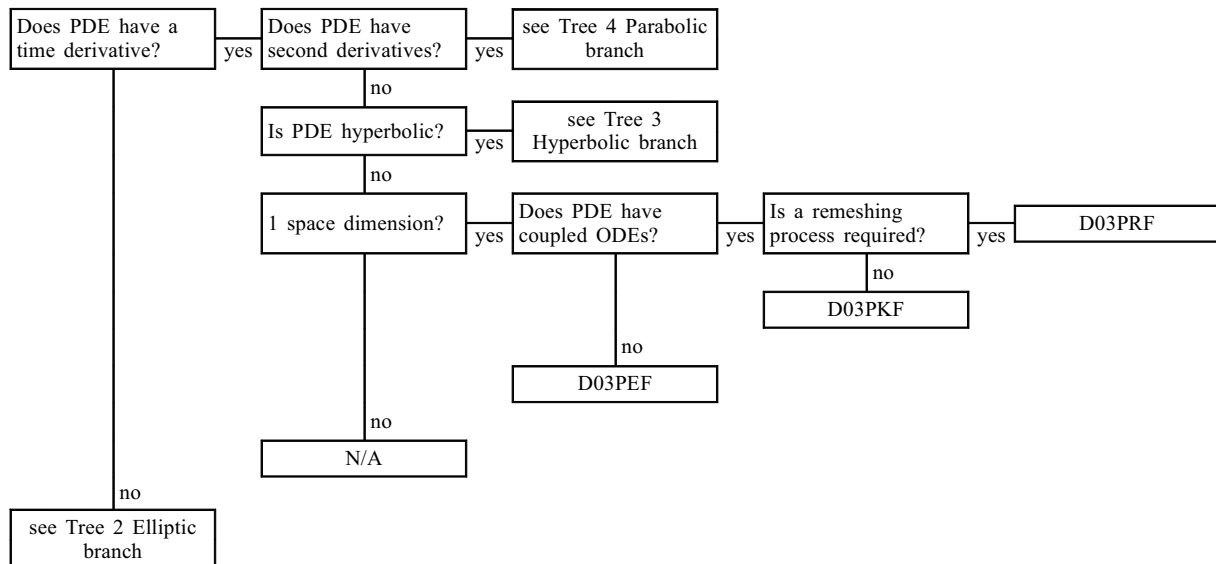 Does PDE have a
time derivative?
yes
Does PDE have
second derivatives?
yes
see Tree 4 Parabolic
branch
no
Is PDE hyperbolic?
yes
see Tree 3
Hyperbolic branch
no
1 space dimension?
yes
Does PDE have
coupled ODEs?
yes
Is a remeshing
process required?
yes
D03PRF
no
D03PKF
no
D03PEF
no
N/A
no
see Tree 2 Elliptic
branch